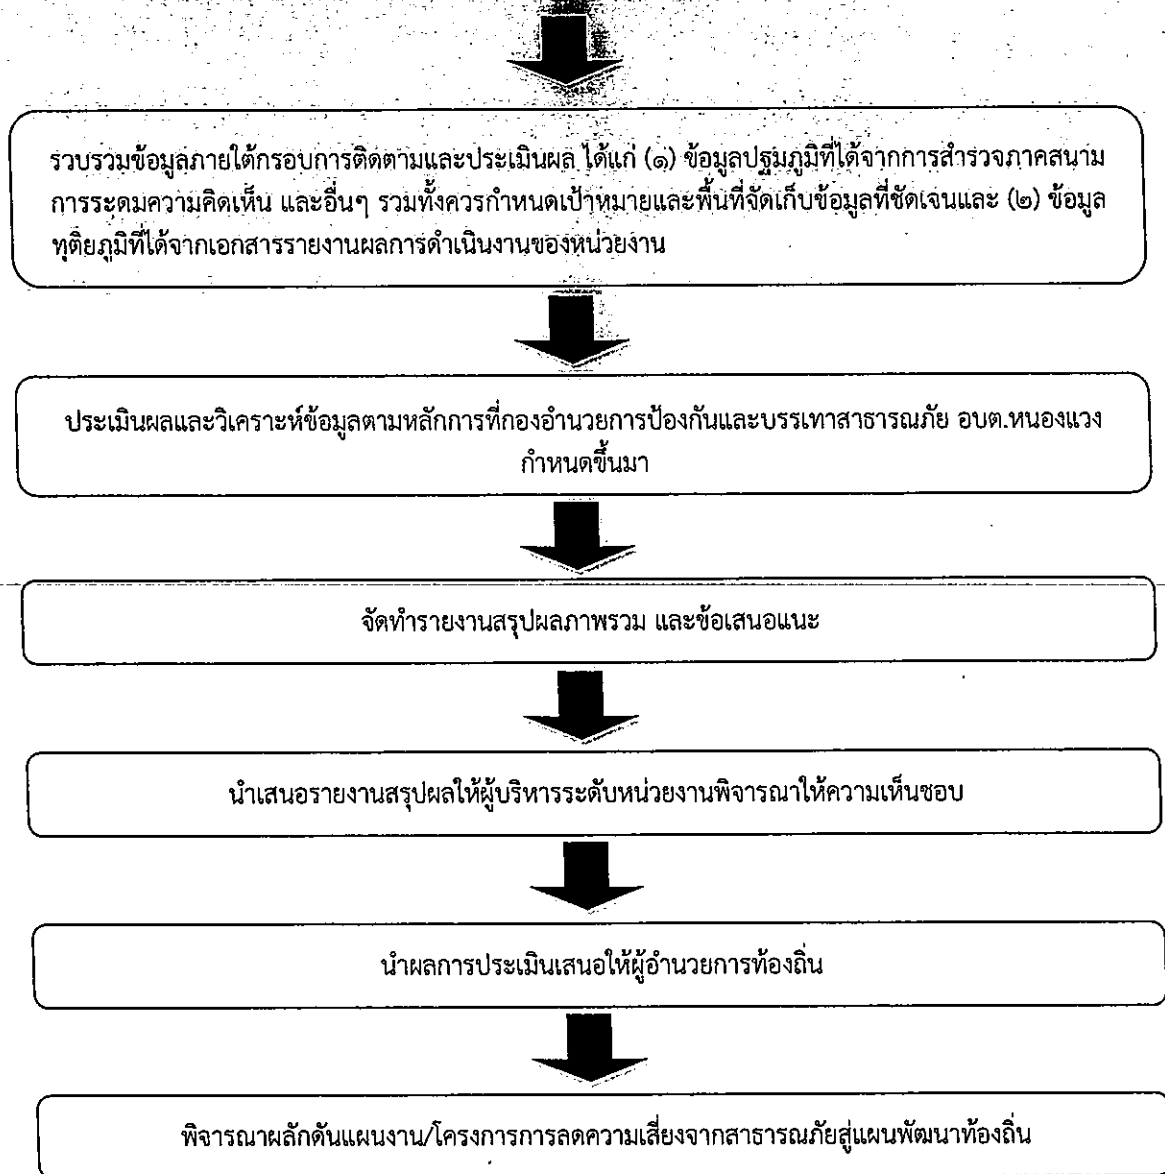 รวบรวมข้อมูลภายใต้กรอบการติดตามและประเมินผล ได้แก่ (๑) ข้อมูลปฐมภูมิที่ได้จากการสำรวจภาคสนาม
การระดมความคิดเห็น และอื่นๆ รวมทั้งควรกำหนดเป้าหมายและพื้นที่จัดเก็บข้อมูลที่ชัดเจนและ (๒) ข้อมูล
ทุติยภูมิที่ได้จากเอกสารรายงานผลการดำเนินงานของหน่วยงาน
ประเมินผลและวิเคราะห์ข้อมูลตามหลักการที่กองอำนวยการป้องกันและบรรเทาสาธารณภัย อบต.หนองแวง
กำหนดขึ้นมา
จัดทำรายงานสรุปผลภาพรวม และข้อเสนอแนะ
นำเสนอรายงานสรุปผลให้ผู้บริหารระดับหน่วยงานพิจารณาให้ความเห็นชอบ
นำผลการประเมินเสนอให้ผู้อำนวยการท้องถิ่น
พิจารณาผลักดันแผนงาน/โครงการการลดความเสี่ยงจากสาธารณภัยสู่แผนพัฒนาท้องถิ่น